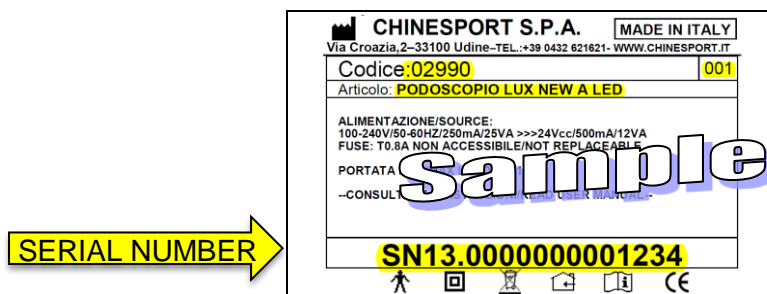 CHINESPORT S.P.A. MADE IN ITALY
Via Croazia,2–33100 Udine–TEL.:+39 0432 621621- WWW.CHINESPORT.IT
Codice:02990 001
Articolo: PODOSCOPIO LUX NEW A LED
ALIMENTAZIONE/SOURCE:
100-240V/50-60HZ/250mA/25VA >>>24Vcc/500mA/12VA
FUSE: T0.8A NON ACCESSIBILE/NOT REPLACEABLE
Sample
PORTATA
--CONSULT USER MANUAL--
SERIAL NUMBER
SN13.0000000001234
CE